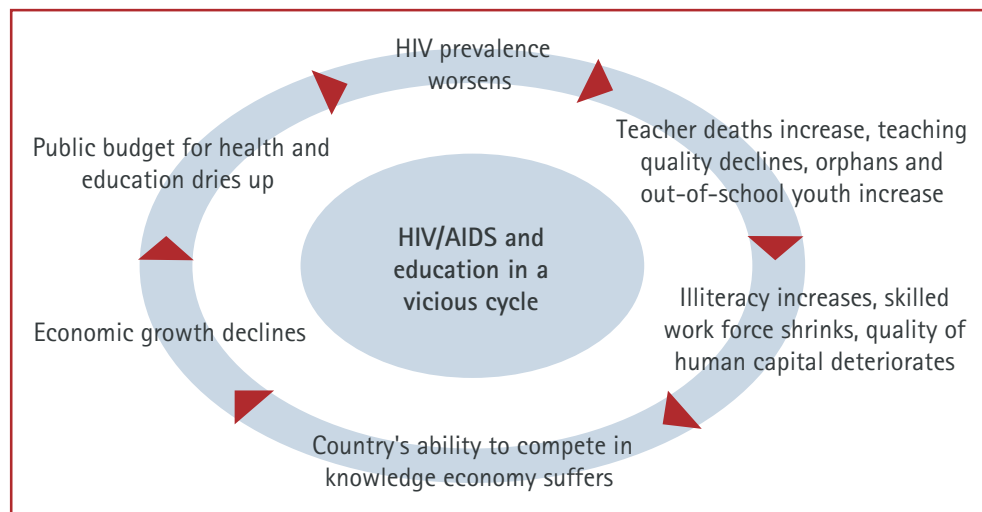 HIV prevalence
worsens
Teacher deaths increase, teaching
quality declines, orphans and
out-of-school youth increase
Illiteracy increases, skilled
work force shrinks, quality of
human capital deteriorates
Country's ability to compete in
knowledge economy suffers
Economic growth declines
Public budget for health and
education dries up
HIV/AIDS and
education in a
vicious cycle